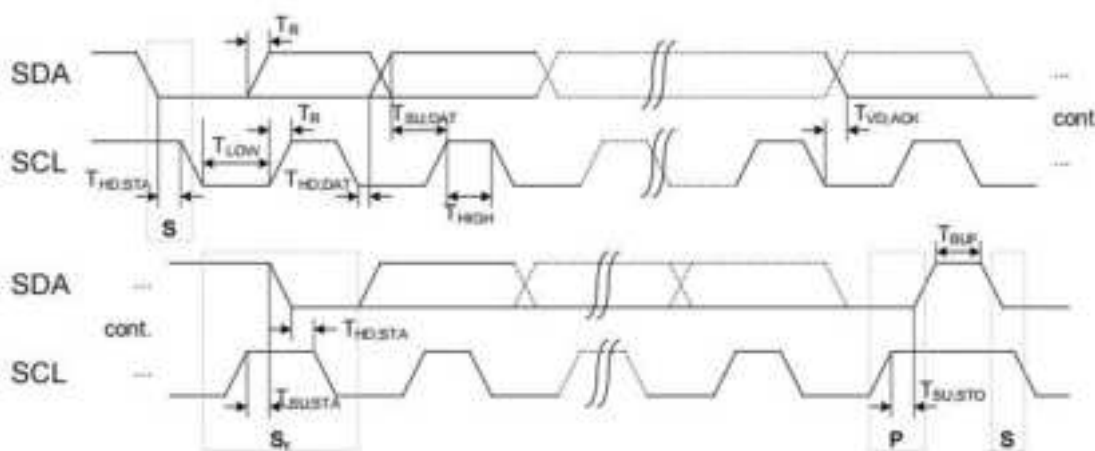 T_R
SDA
...
T_R
T_SU;DAT
T_VD;ACK
cont.
SCL
T_LOW
...
T_HD;STA
T_HD;DAT
T_HIGH
S
T_BUF
SDA
...
cont.
T_HD;STA
SCL
...
T_SU;STA
T_SU;STO
S_r
P
S